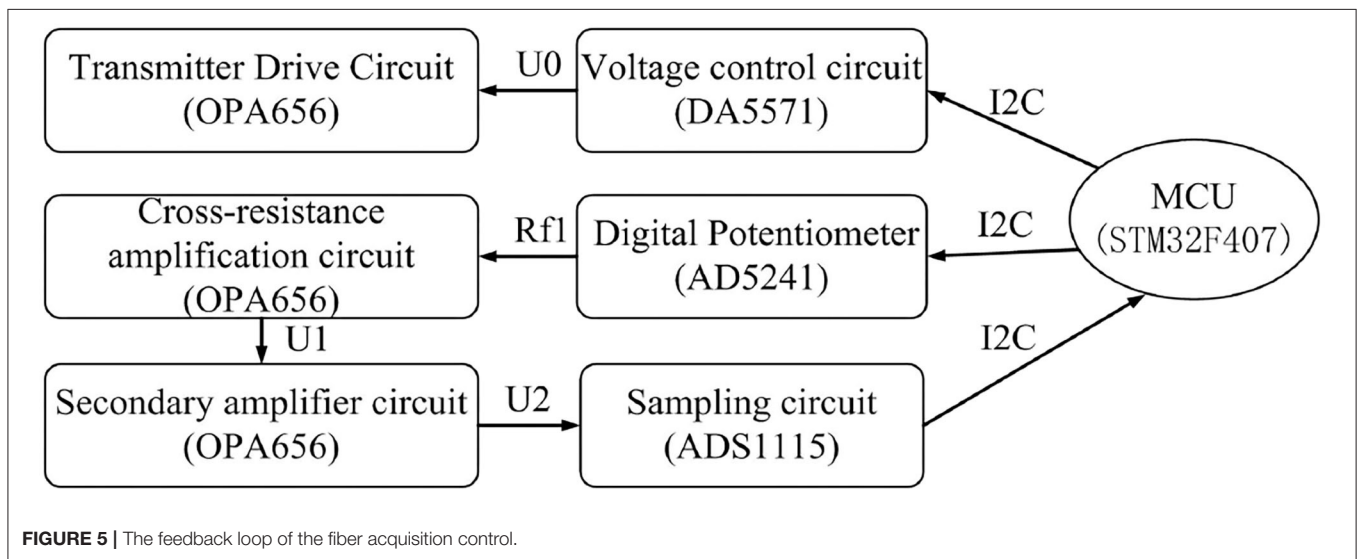 Transmitter Drive Circuit
(OPA656)
U0
Voltage control circuit
(DA5571)
I2C
Cross-resistance
amplification circuit
(OPA656)
Rf1
Digital Potentiometer
(AD5241)
I2C
MCU
(STM32F407)
U1
Secondary amplifier circuit
(OPA656)
U2
Sampling circuit
(ADS1115)
I2C
FIGURE 5 | The feedback loop of the fiber acquisition control.